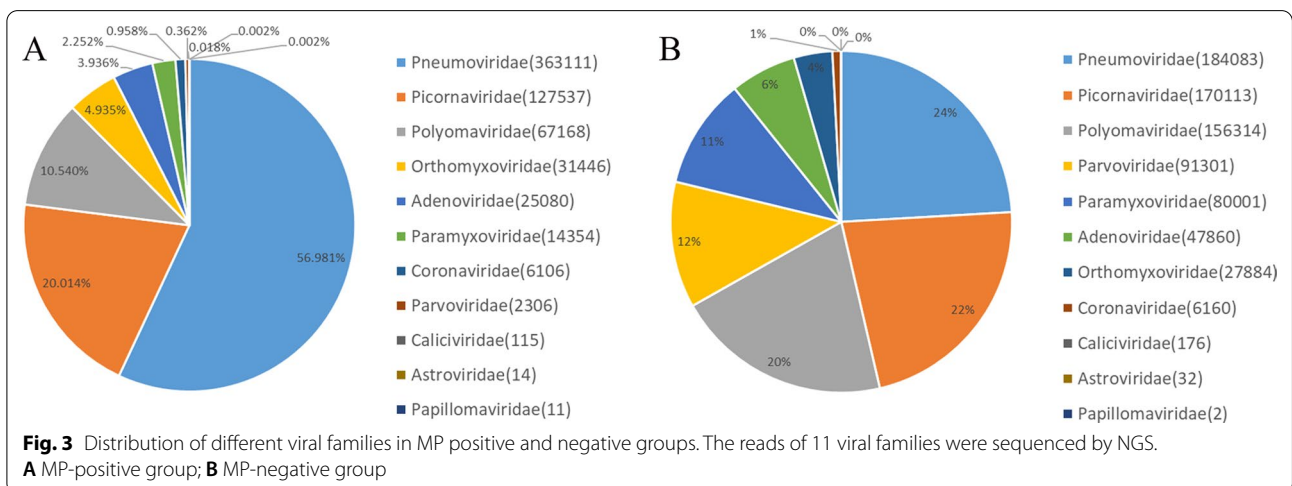 A
0.958%
0.362%
0.002%
2.252%
0.018%
0.002%
3.936%
4.935%
10.540%
20.014%
56.981%
Pneumoviridae(363111)
Picornaviridae(127537)
Polyomaviridae(67168)
Orthomyxoviridae(31446)
Adenoviridae(25080)
Paramyxoviridae(14354)
Coronaviridae(6106)
Parvoviridae(2306)
Caliciviridae(115)
Astroviridae(14)
Papillomaviridae(11)
B
1%
0%
0%
0%
4%
6%
11%
12%
20%
22%
24%
Pneumoviridae(184083)
Picornaviridae(170113)
Polyomaviridae(156314)
Parvoviridae(91301)
Paramyxoviridae(80001)
Adenoviridae(47860)
Orthomyxoviridae(27884)
Coronaviridae(6160)
Caliciviridae(176)
Astroviridae(32)
Papillomaviridae(2)
Fig. 3 Distribution of different viral families in MP positive and negative groups. The reads of 11 viral families were sequenced by NGS.
A MP-positive group; B MP-negative group